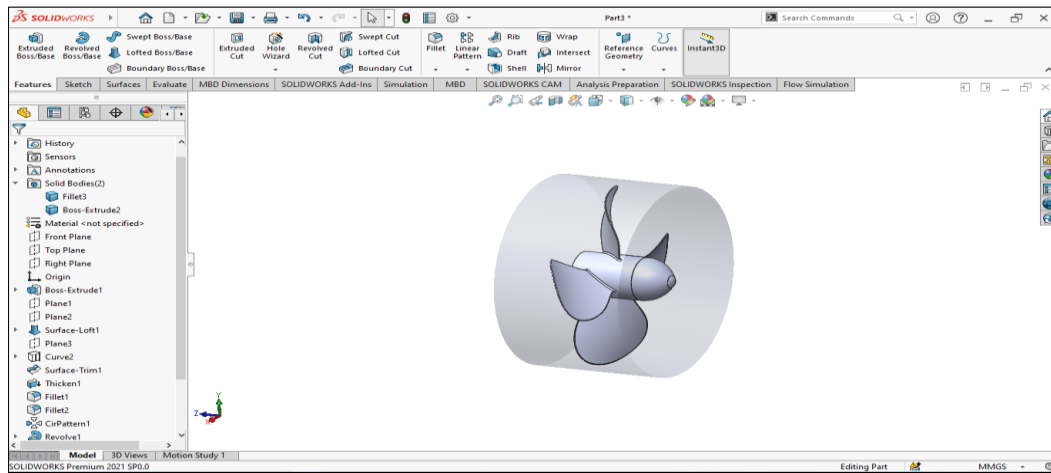 SOLIDWORKS
Part3 *
Search Commands
Extruded Boss/Base
Revolved Boss/Base
Swept Boss/Base
Lofted Boss/Base
Boundary Boss/Base
Extruded Cut
Hole Wizard
Revolved Cut
Swept Cut
Lofted Cut
Boundary Cut
Fillet
Linear Pattern
Rib
Draft
Shell
Wrap
Intersect
Mirror
Reference Geometry
Curves
Instant3D
Features Sketch Surfaces Evaluate MBD Dimensions SOLIDWORKS Add-Ins Simulation MBD SOLIDWORKS CAM Analysis Preparation SOLIDWORKS Inspection Flow Simulation
History
Sensors
Annotations
Solid Bodies(2)
Fillet3
Boss-Extrude2
Material <not specified>
Front Plane
Top Plane
Right Plane
Origin
Boss-Extrude1
Plane1
Plane2
Surface-Loft1
Plane3
Curve2
Surface-Trim1
Thicken1
Fillet1
Fillet2
CirPattern1
Revolve1
Y
Z
X
Model 3D Views Motion Study 1
SOLIDWORKS Premium 2021 SP0.0
Editing Part
MMGS